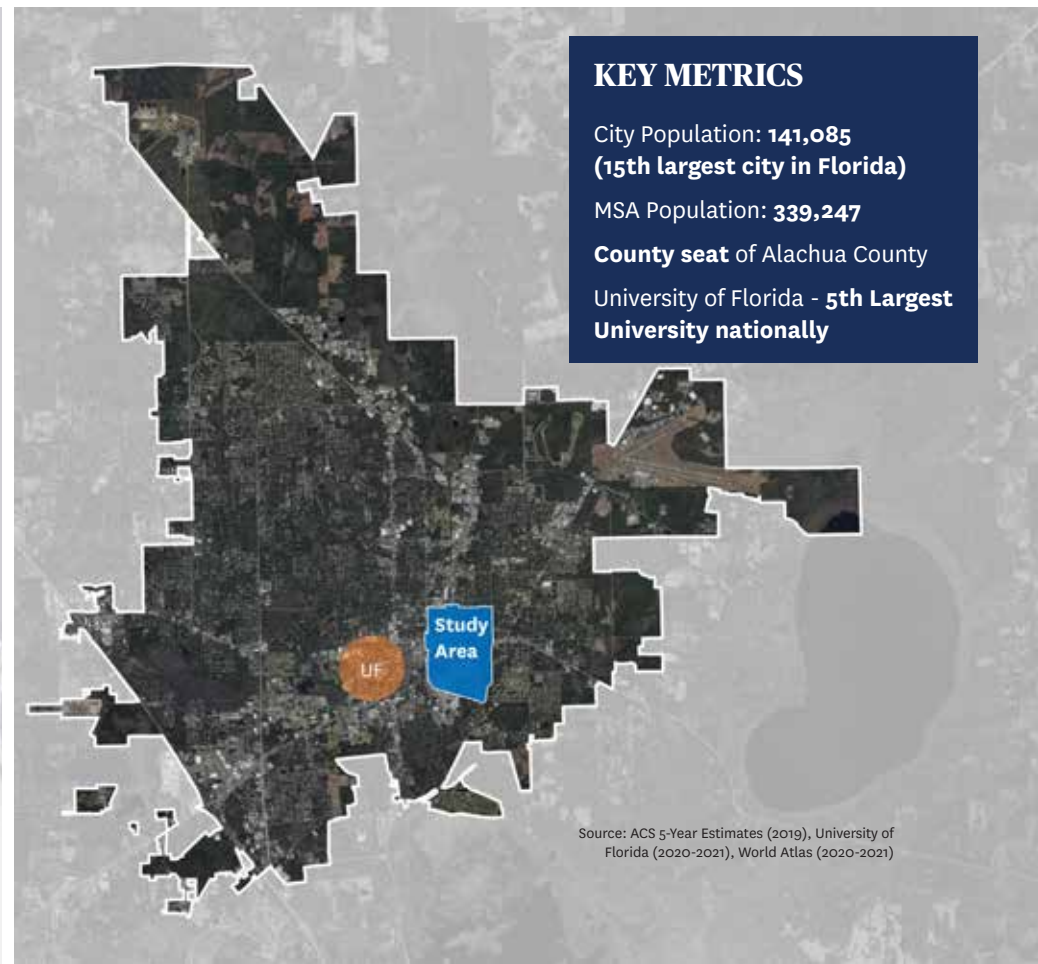 KEY METRICS
City Population: 141,085
(15th largest city in Florida)
MSA Population: 339,247
County seat of Alachua County
University of Florida - 5th Largest
University nationally
Study
Area
UF
Source: ACS 5-Year Estimates (2019), University of
Florida (2020-2021), World Atlas (2020-2021)